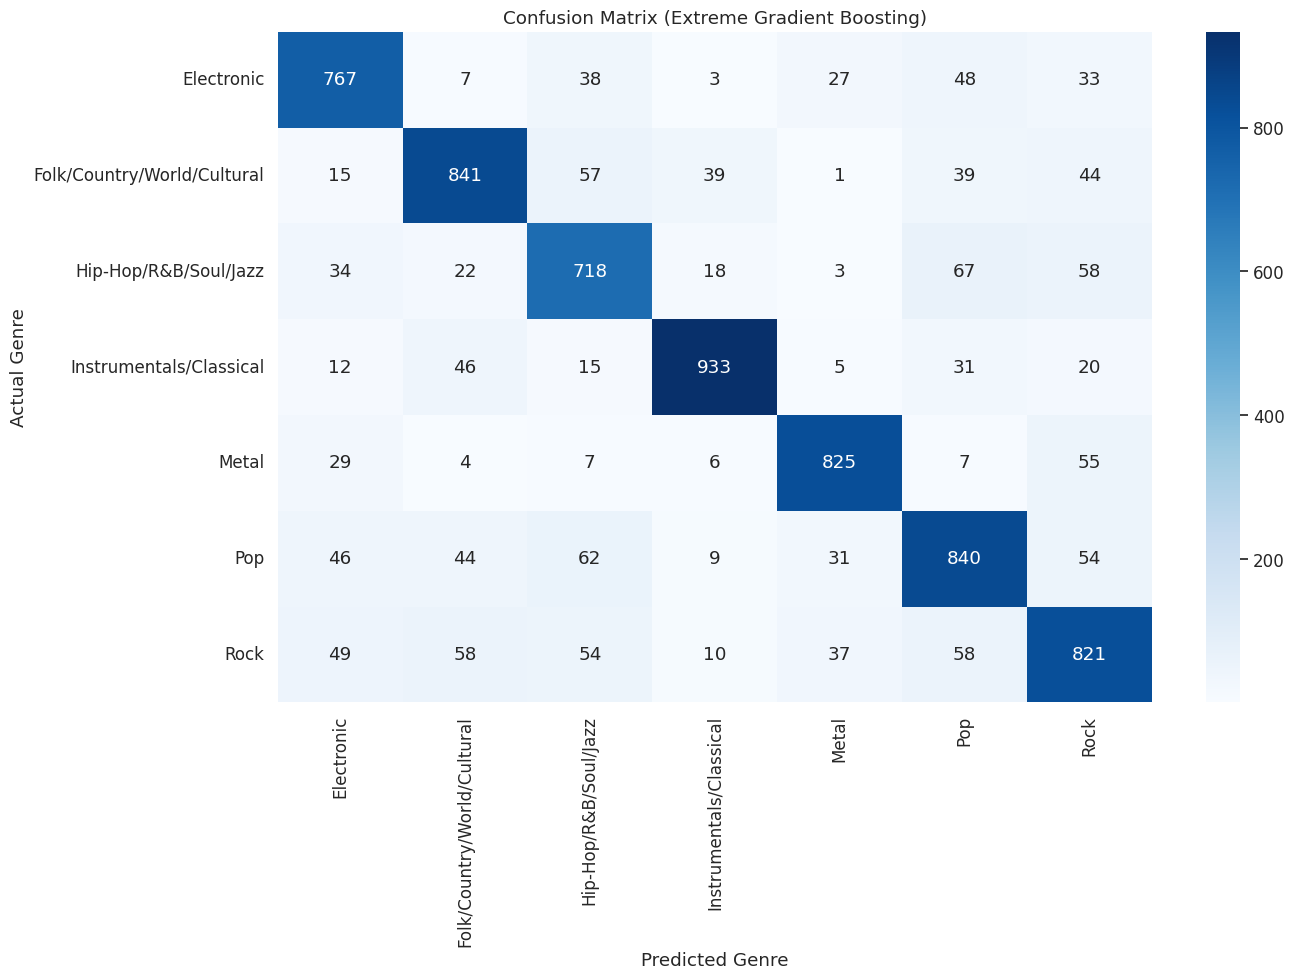 Confusion Matrix (Extreme Gradient Boosting)
Actual Genre
Electronic 767 7 38 3 27 48 33
Folk/Country/World/Cultural 15 841 57 39 1 39 44
Hip-Hop/R&B/Soul/Jazz 34 22 718 18 3 67 58
Instrumentals/Classical 12 46 15 933 5 31 20
Metal 29 4 7 6 825 7 55
Pop 46 44 62 9 31 840 54
Rock 49 58 54 10 37 58 821
Electronic
Folk/Country/World/Cultural
Hip-Hop/R&B/Soul/Jazz
Instrumentals/Classical
Metal
Pop
Rock
Predicted Genre
800
600
400
200